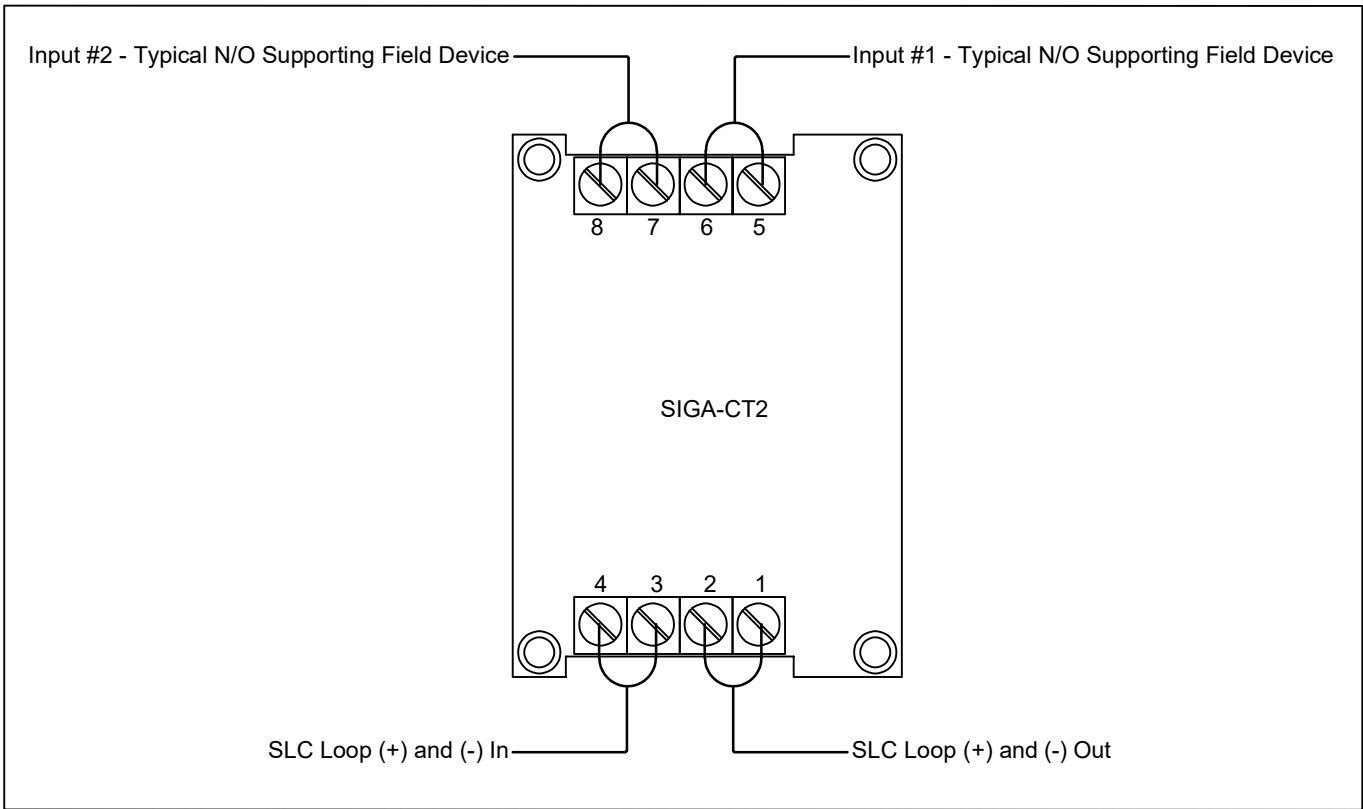 Input #2 - Typical N/O Supporting Field Device
Input #1 - Typical N/O Supporting Field Device
8 7 6 5
SIGA-CT2
4 3 2 1
SLC Loop (+) and (-) In
SLC Loop (+) and (-) Out